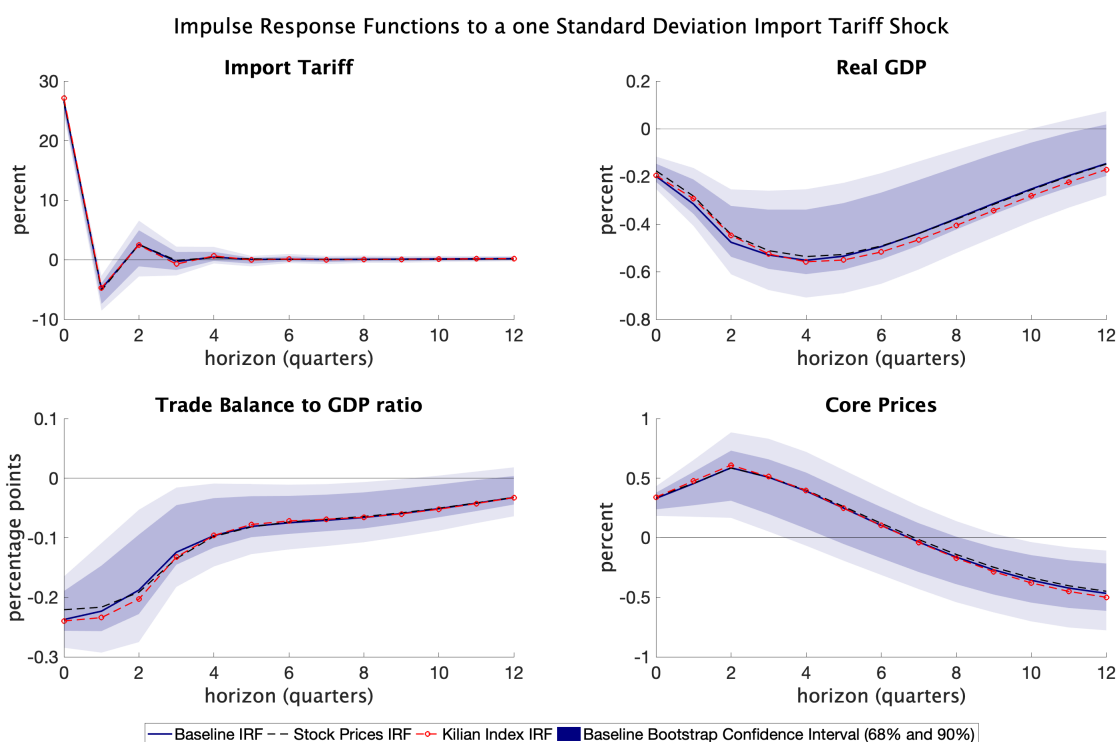 Impulse Response Functions to a one Standard Deviation Import Tariff Shock
Import Tariff
30
20
10
0
-10
percent
0 2 4 6 8 10 12
horizon (quarters)
Real GDP
0.2
0
-0.2
-0.4
-0.6
-0.8
percent
0 2 4 6 8 10 12
horizon (quarters)
Trade Balance to GDP ratio
0.1
0
-0.1
-0.2
-0.3
percentage points
0 2 4 6 8 10 12
horizon (quarters)
Core Prices
1
0.5
0
-0.5
-1
percent
0 2 4 6 8 10 12
horizon (quarters)
Baseline IRF Stock Prices IRF Kilian Index IRF Baseline Bootstrap Confidence Interval (68% and 90%)